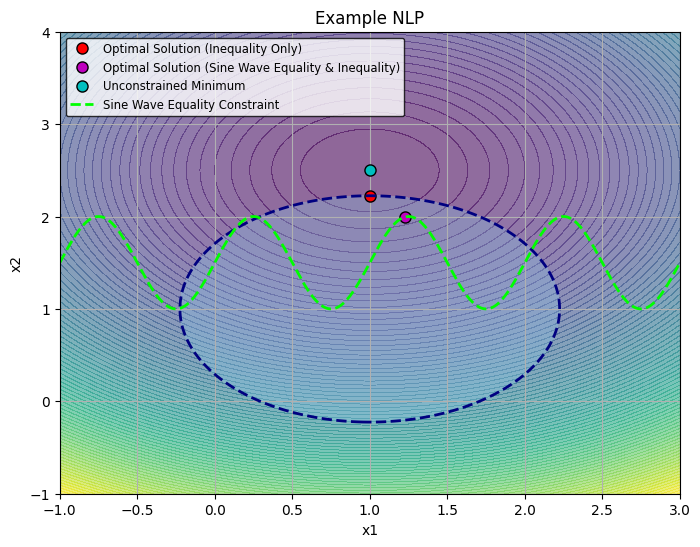 Example NLP
Optimal Solution (Inequality Only)
Optimal Solution (Sine Wave Equality & Inequality)
Unconstrained Minimum
Sine Wave Equality Constraint
4
3
2
1
0
−1
x2
−1.0 −0.5 0.0 0.5 1.0 1.5 2.0 2.5 3.0
x1